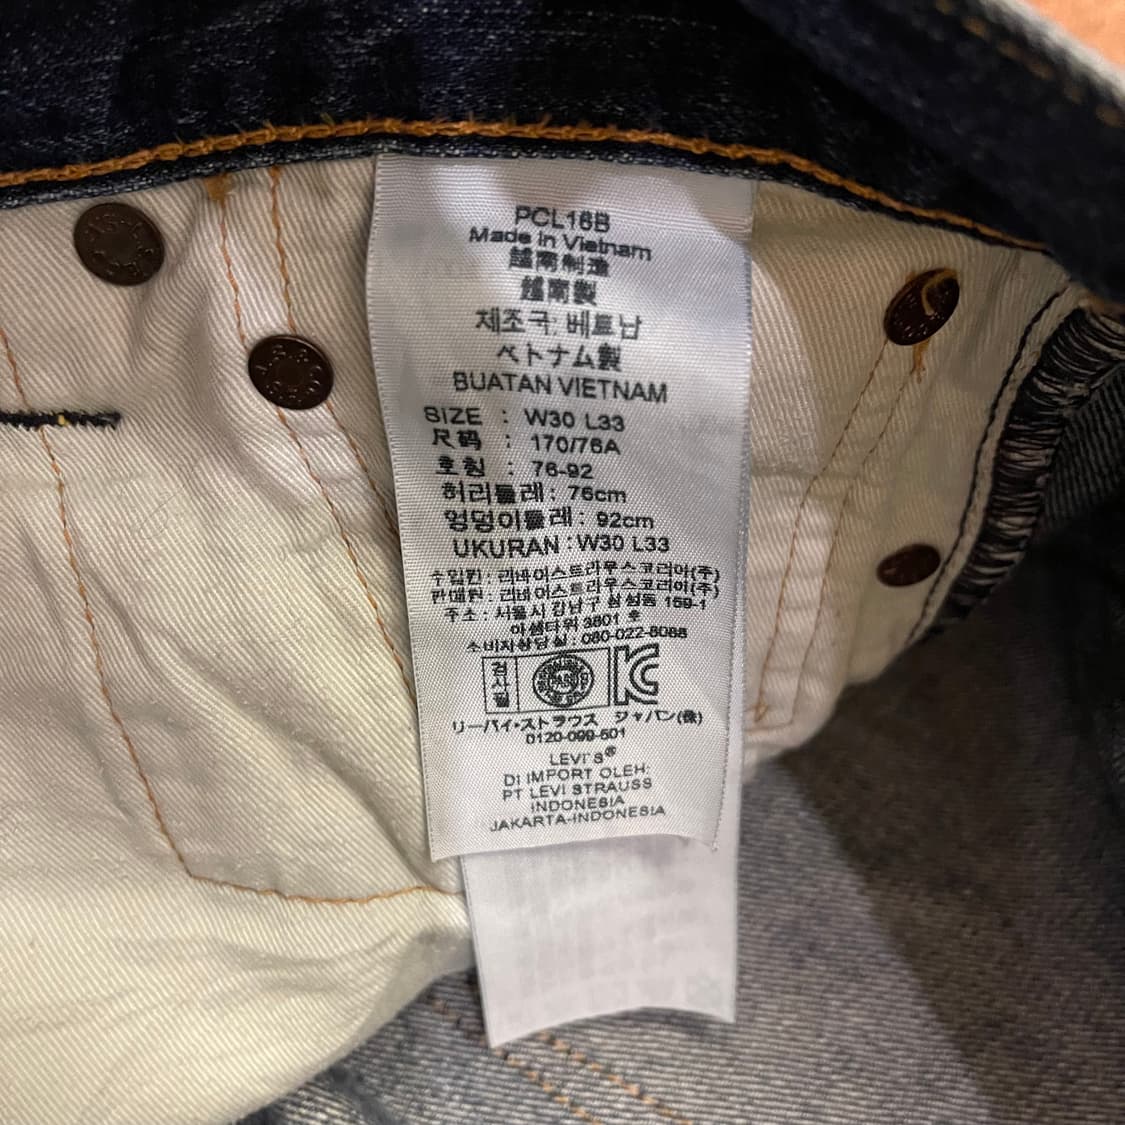 PCL16B
Made in Vietnam
越南制造
越南製
제조국: 베트남
ベトナム製
BUATAN VIETNAM
SIZE : W30 L33
尺码 : 170/76A
호칭 : 76-92
허리둘레: 76cm
엉덩이둘레: 92cm
UKURAN : W30 L33
수입원: 리바이스트라우스코리아(주)
판매원: 리바이스트라우스코리아(주)
주소: 서울시 강남구 삼성동 159-1
아셈타워 3801 호
소비자상담실: 080-022-8088
검사필
KC
リーバイ・ストラウス ジャパン(株)
0120-099-501
LEVI'S®
DI IMPORT OLEH:
PT LEVI STRAUSS
INDONESIA
JAKARTA-INDONESIA